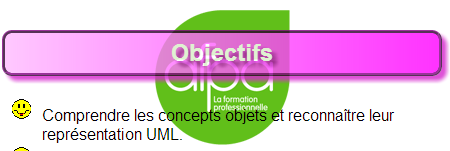 Objectifs
afpa
La formation
professionnelle
Comprendre les concepts objets et reconnaître leur
représentation UML.